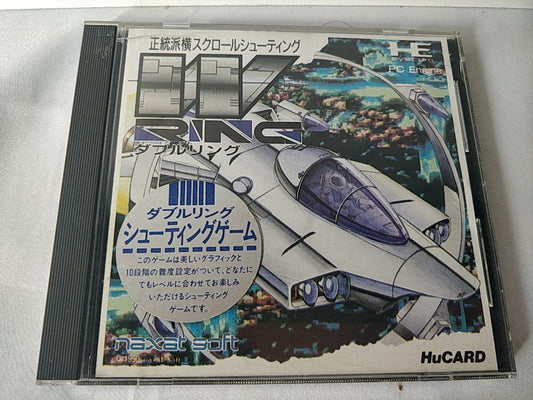 正統派横スクロールシューティング
W
RING
ダブルリング
HE
system
PC Engine
ダブルリング
シューティングゲーム
このゲームは美しいグラフィックと
10段階の難度設定がついて、どなたに
でもレベルに合わせてお楽しみ
いただけるシューティング
ゲームです。
naxat soft
HuCARD